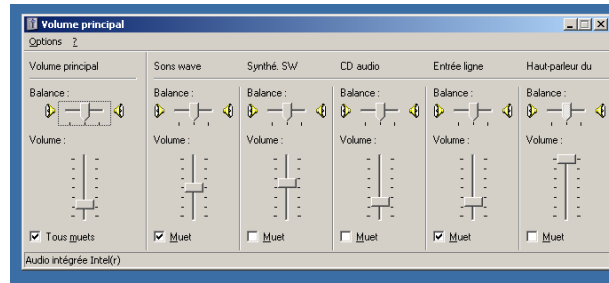 Volume principal
Options ?
Volume principal Sons wave Synthé. SW CD audio Entrée ligne Haut-parleur du
Balance : Balance : Balance : Balance : Balance : Balance :
Volume : Volume : Volume : Volume : Volume : Volume :
Tous muets Muet Muet Muet Muet Muet
Audio intégrée Intel(r)